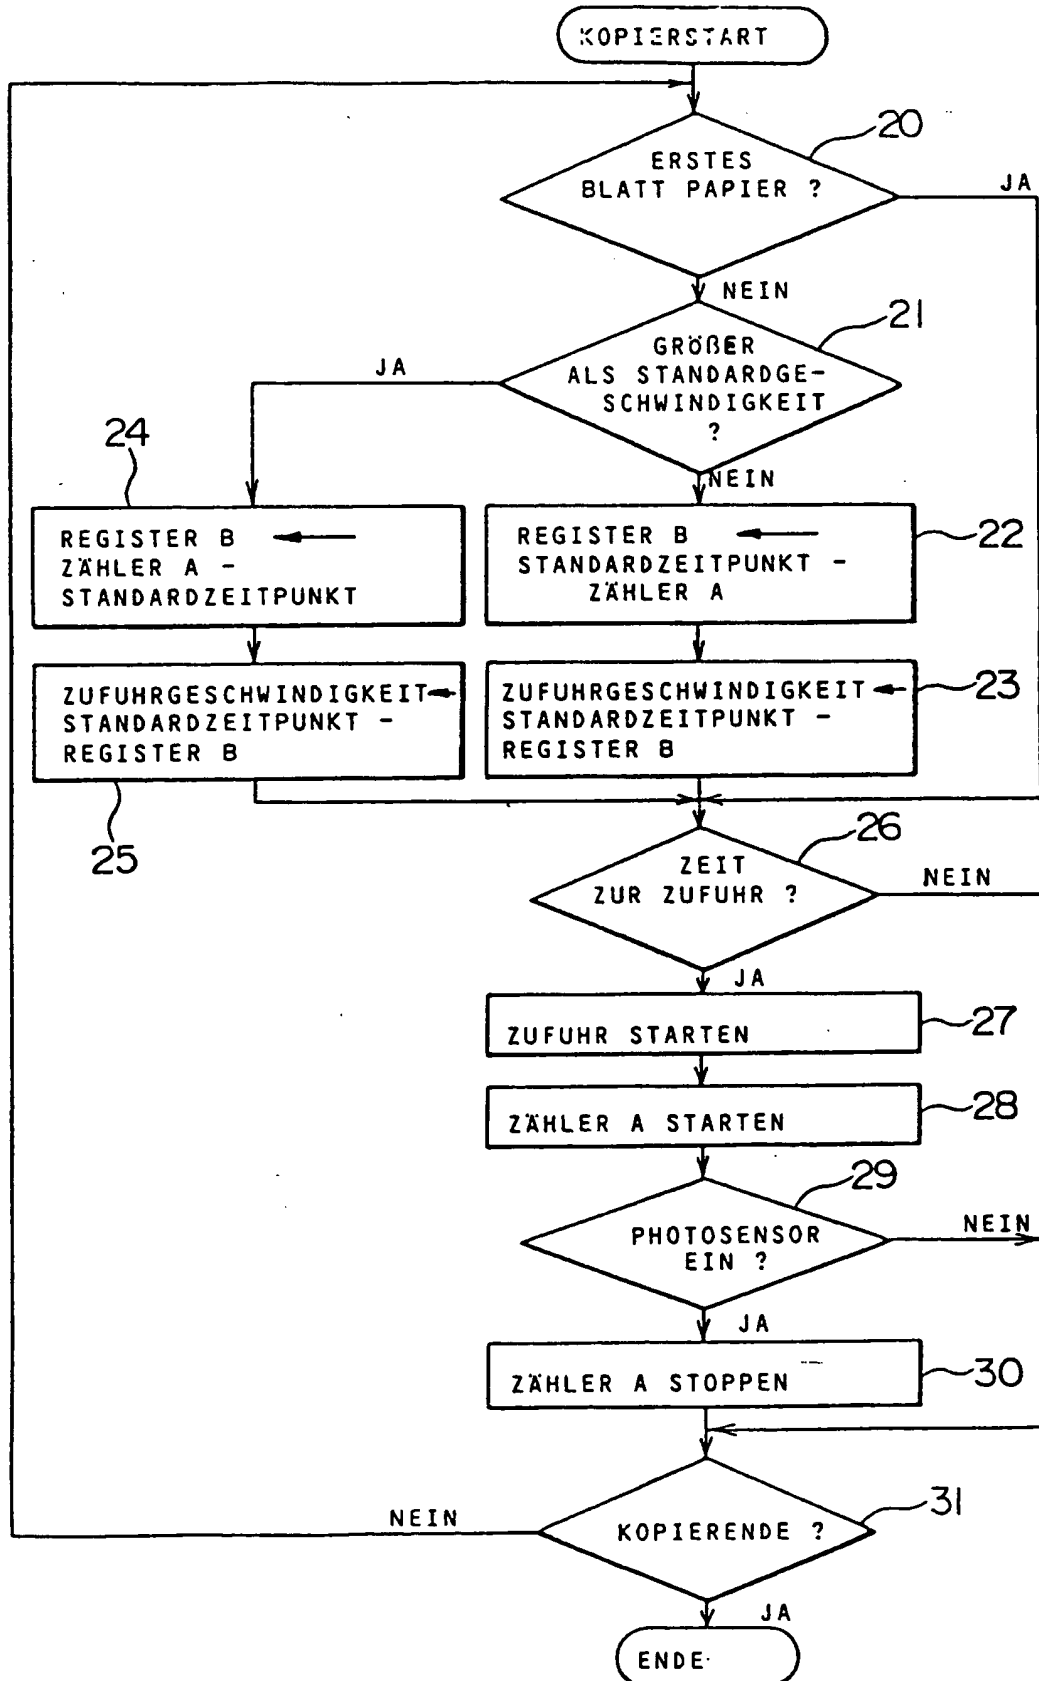 KOPIERSTART
20
ERSTES
BLATT PAPIER ?
JA
NEIN
21
GRÖßER
ALS STANDARDGE-
SCHWINDIGKEIT
?
JA
NEIN
24
REGISTER B ←
ZÄHLER A -
STANDARDZEITPUNKT
22
REGISTER B ←
STANDARDZEITPUNKT -
ZÄHLER A
ZUFUHRGESCHWINDIGKEIT ←
STANDARDZEITPUNKT -
REGISTER B
25
23
ZUFUHRGESCHWINDIGKEIT ←
STANDARDZEITPUNKT -
REGISTER B
26
ZEIT
ZUR ZUFUHR ?
NEIN
JA
ZUFUHR STARTEN
27
ZÄHLER A STARTEN
28
29
PHOTOSENSOR
EIN ?
NEIN
JA
ZÄHLER A STOPPEN
30
31
KOPIERENDE ?
NEIN
JA
ENDE